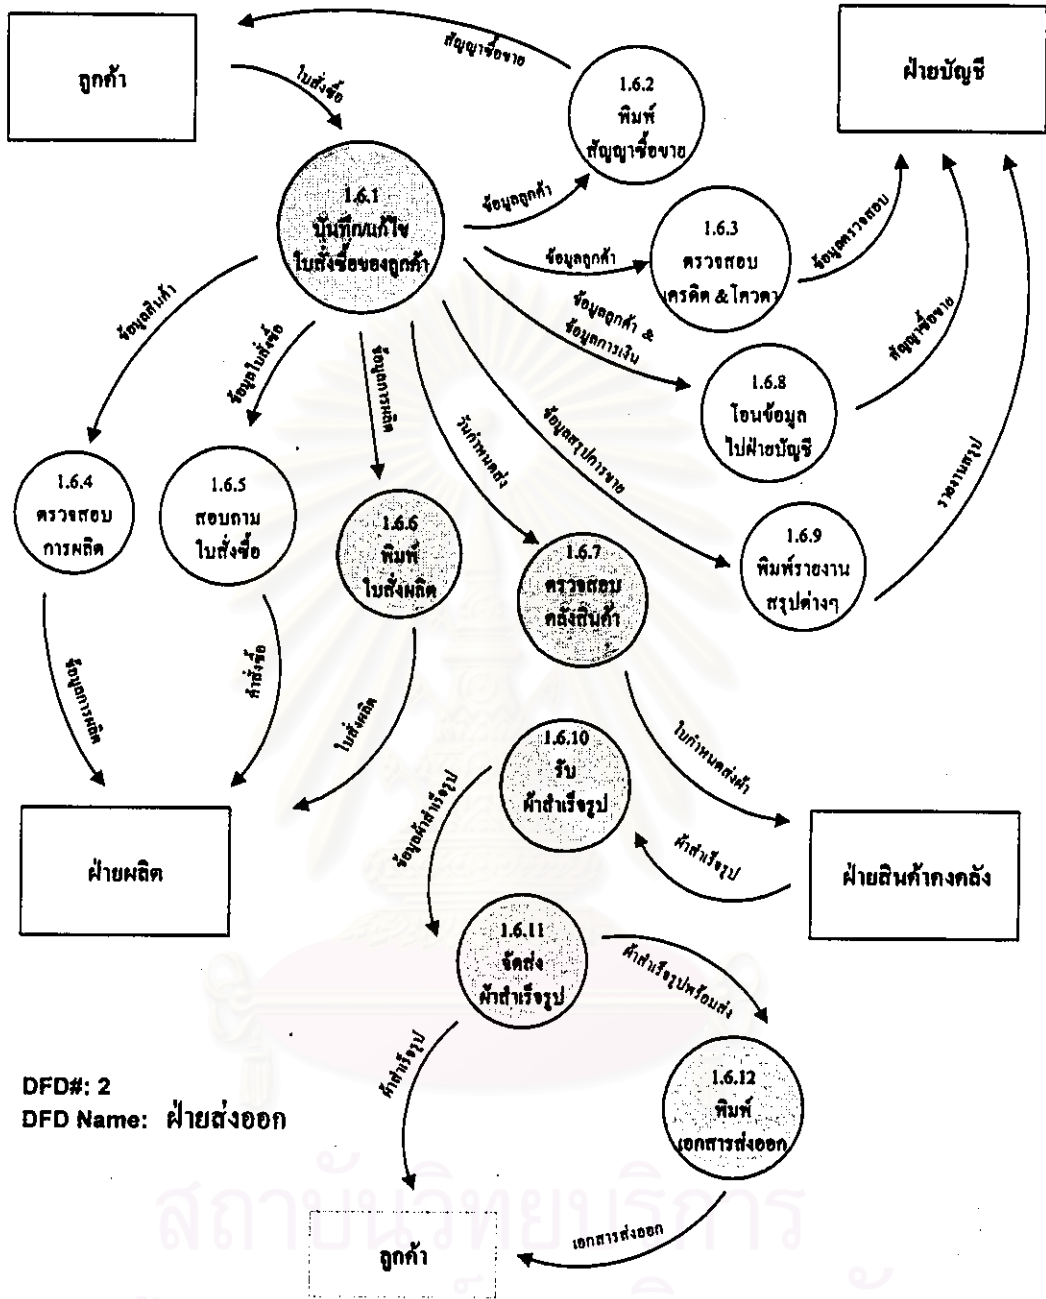 สัญญาซื้อขาย
ลูกค้า
ใบสั่งซื้อ
1.6.2
พิมพ์
สัญญาซื้อขาย
ฝ่ายบัญชี
1.6.1
บันทึก/แก้ไข
ใบสั่งซื้อของลูกค้า
ข้อมูลลูกค้า
ข้อมูลลูกค้า
1.6.3
ตรวจสอบ
เครดิต &โควตา
ข้อมูลตรวจสอบ
ข้อมูลสินค้า
ข้อมูลใบสั่งซื้อ
ข้อมูลการผลิต
วันกำหนดส่ง
ข้อมูลสรุปการขาย
ข้อมูลลูกค้า &
ข้อมูลการเงิน
1.6.8
โอนข้อมูล
ไปฝ่ายบัญชี
สัญญาซื้อขาย
รายงานสรุป
1.6.4
ตรวจสอบ
การผลิต
1.6.5
สอบถาม
ใบสั่งซื้อ
1.6.6
พิมพ์
ใบสั่งผลิต
1.6.7
ตรวจสอบ
คลังสินค้า
1.6.9
พิมพ์รายงาน
สรุปต่างๆ
ข้อมูลการผลิต
คำสั่งซื้อ
ใบสั่งผลิต
ใบกำหนดส่งผ้า
1.6.10
รับ
ผ้าสำเร็จรูป
ข้อมูลผ้าสำเร็จรูป
ผ้าสำเร็จรูป
ฝ่ายผลิต
ฝ่ายสินค้าคงคลัง
1.6.11
จัดส่ง
ผ้าสำเร็จรูป
ผ้าสำเร็จรูปพร้อมส่ง
ผ้าสำเร็จรูป
1.6.12
พิมพ์
เอกสารส่งออก
DFD#: 2
DFD Name: ฝ่ายส่งออก
เอกสารส่งออก
ลูกค้า
สถาบันวิทยบริการ